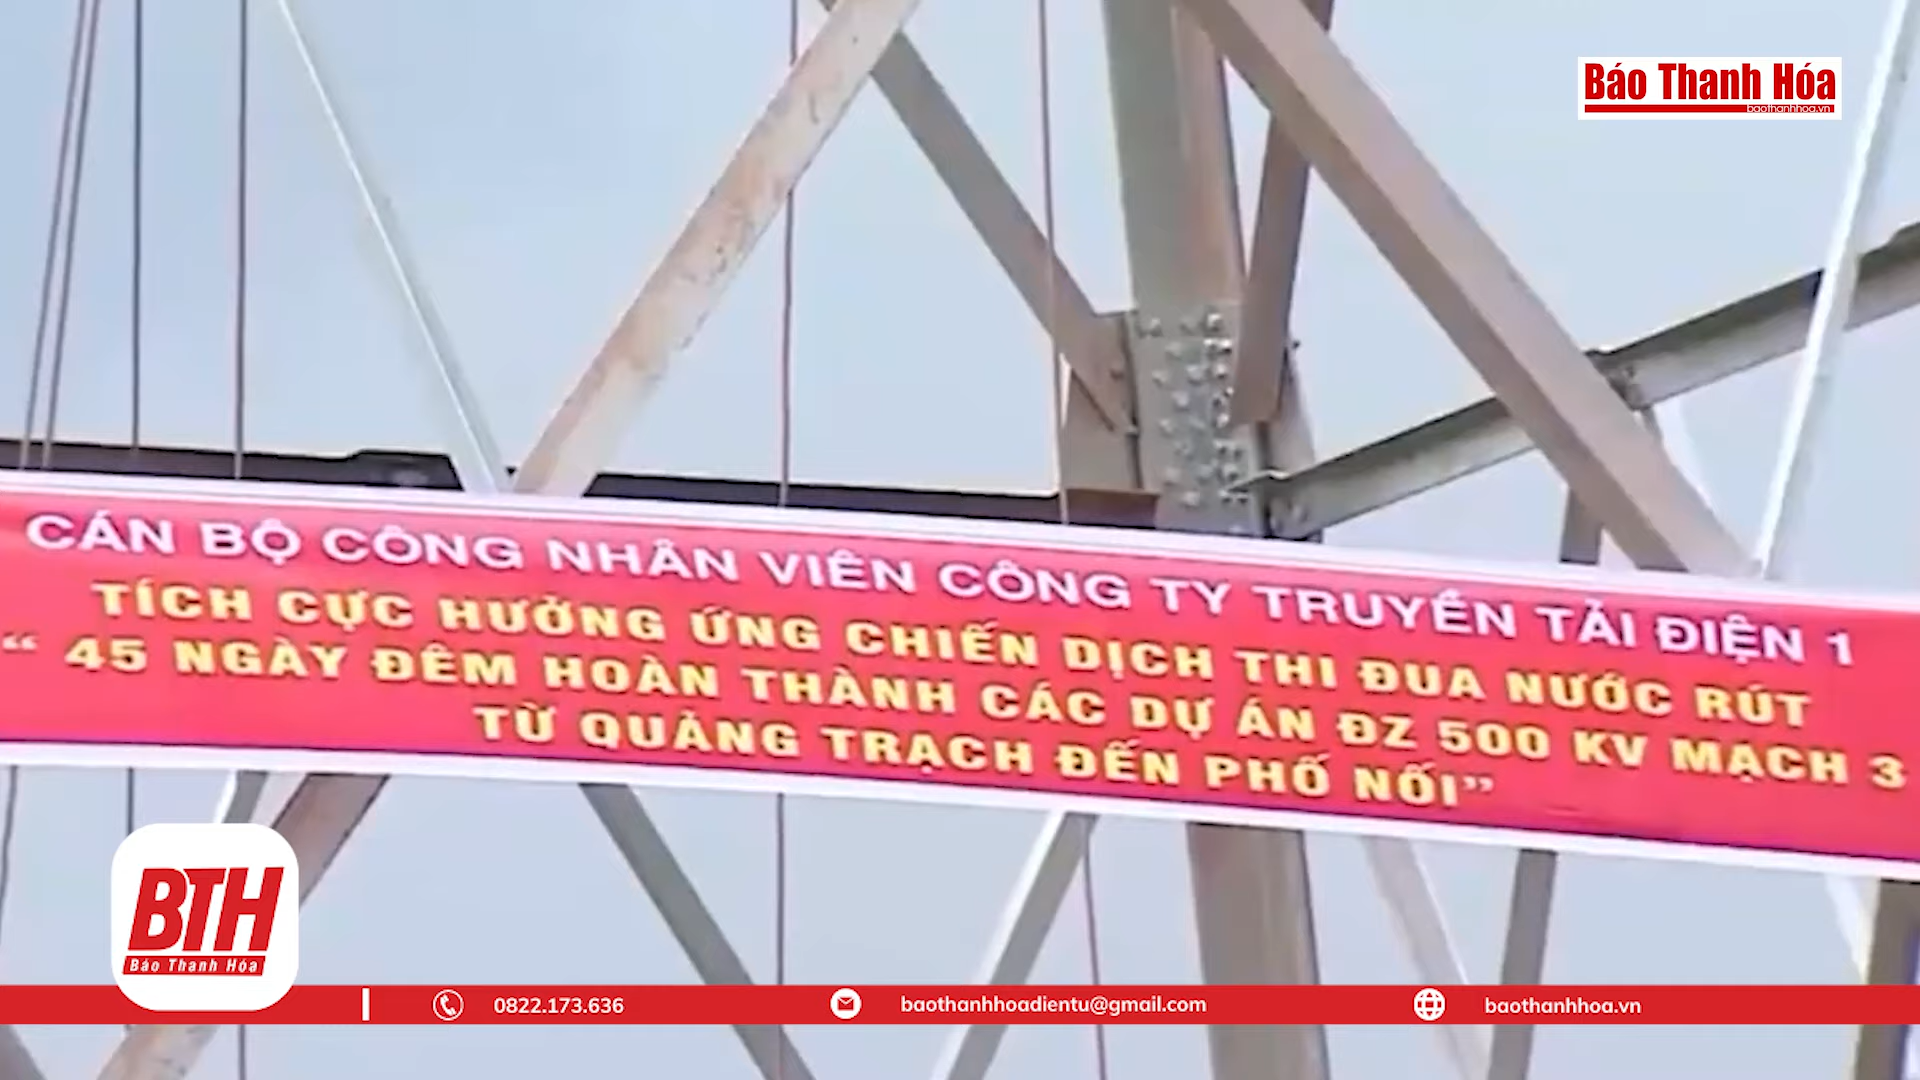 Báo Thanh Hóa
baothanhhoa.vn
CÁN BỘ CÔNG NHÂN VIÊN CÔNG TY TRUYỀN TẢI ĐIỆN 1
TÍCH CỰC HƯỞNG ỨNG CHIẾN DỊCH THI ĐUA NƯỚC RÚT
“ 45 NGÀY ĐÊM HOÀN THÀNH CÁC DỰ ÁN ĐZ 500 KV MẠCH 3
TỪ QUẢNG TRẠCH ĐẾN PHỐ NỐI”
BTH
Báo Thanh Hóa
0822.173.636
baothanhhoadientu@gmail.com
baothanhhoa.vn